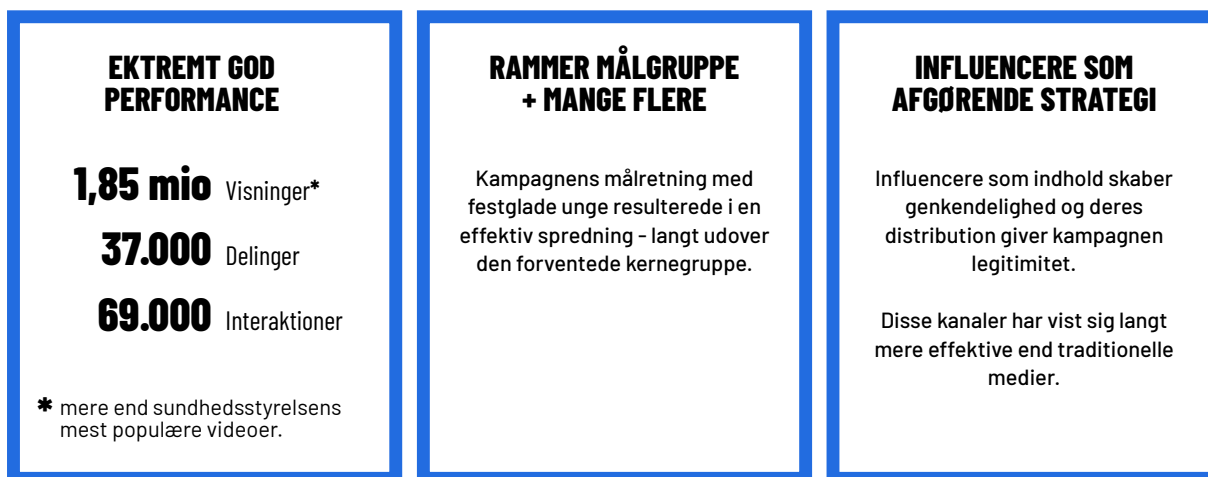 EKTREMT GOD
PERFORMANCE
1,85 mio Visninger*
37.000 Delinger
69.000 Interaktioner
* mere end sundhedsstyrelsens
mest populære videoer.
RAMMER MÅLGRUPPE
+ MANGE FLERE
Kampagnens målretning med
festglade unge resulterede i en
effektiv spredning - langt udover
den forventede kernegruppe.
INFLUENCERE SOM
AFGØRENDE STRATEGI
Influencere som indhold skaber
genkendelighed og deres
distribution giver kampagnen
legitimitet.
Disse kanaler har vist sig langt
mere effektive end traditionelle
medier.